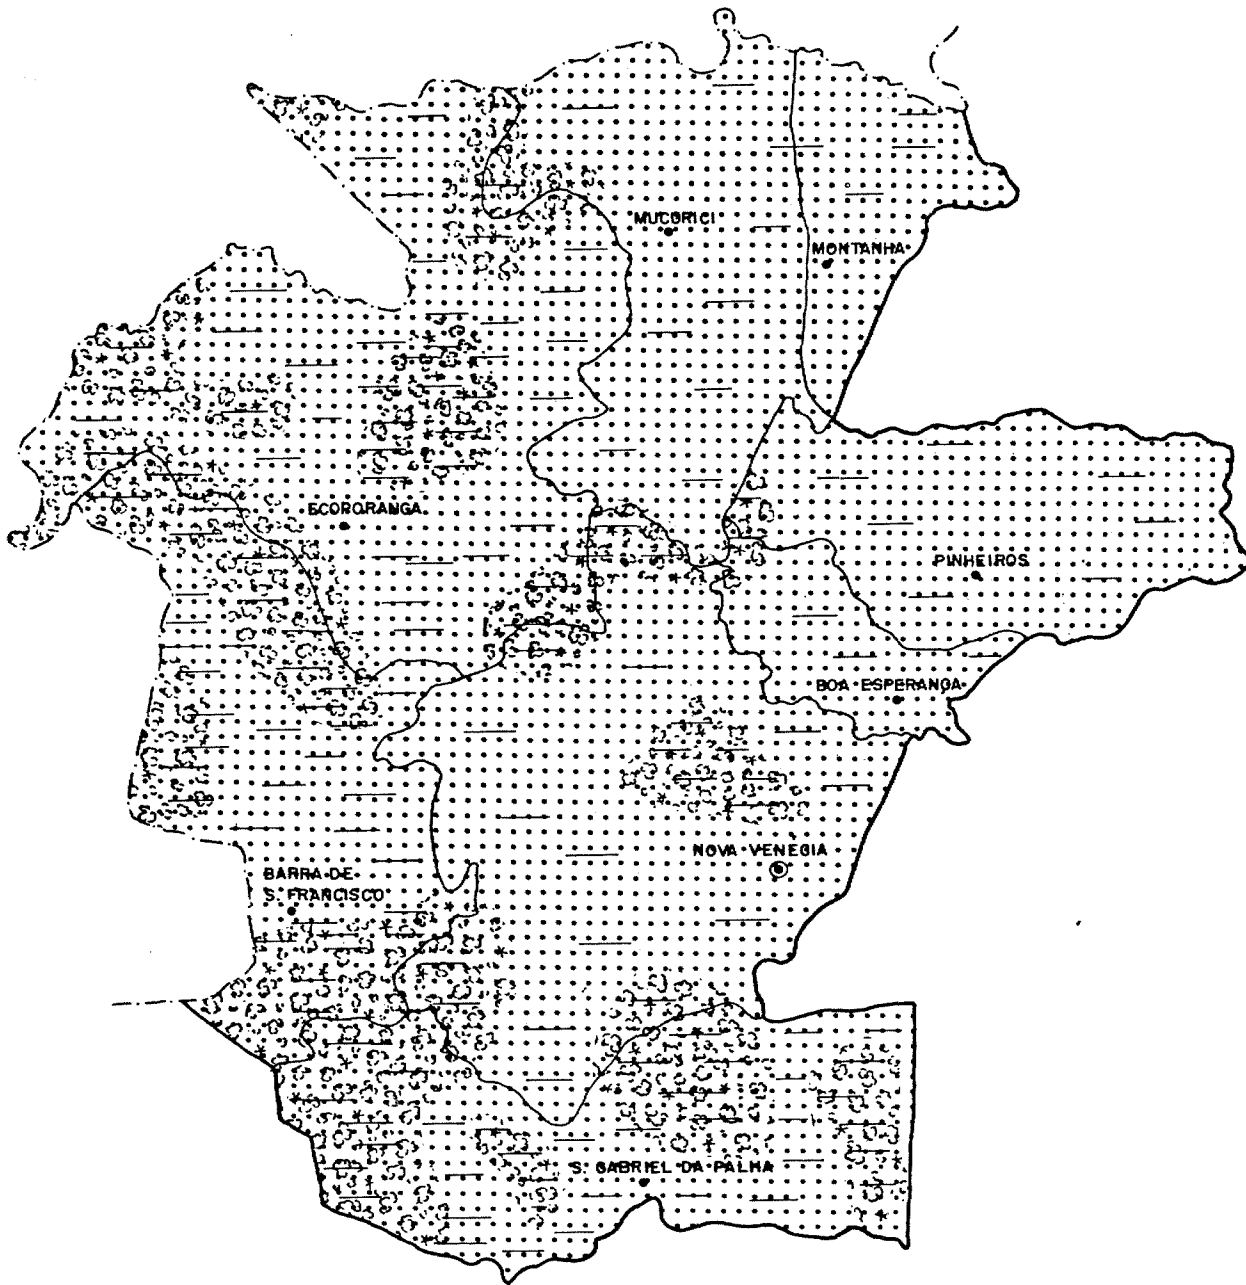 MUCURICI
MONTANHA
ECOPORANGA
PINHEIROS
BOA ESPERANÇA
NOVA VENÉCIA
BARRA DE
S. FRANCISCO
S. GABRIEL DA PALHA